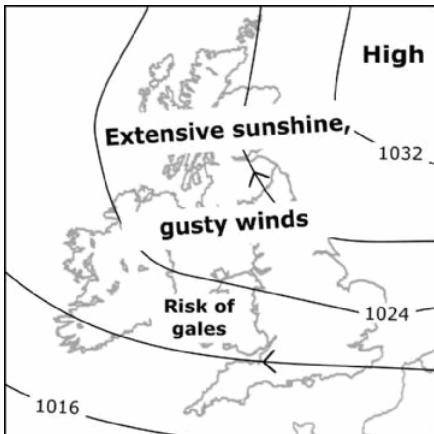 High
Extensive sunshine,
1032
gusty winds
Risk of
gales
1024
1016